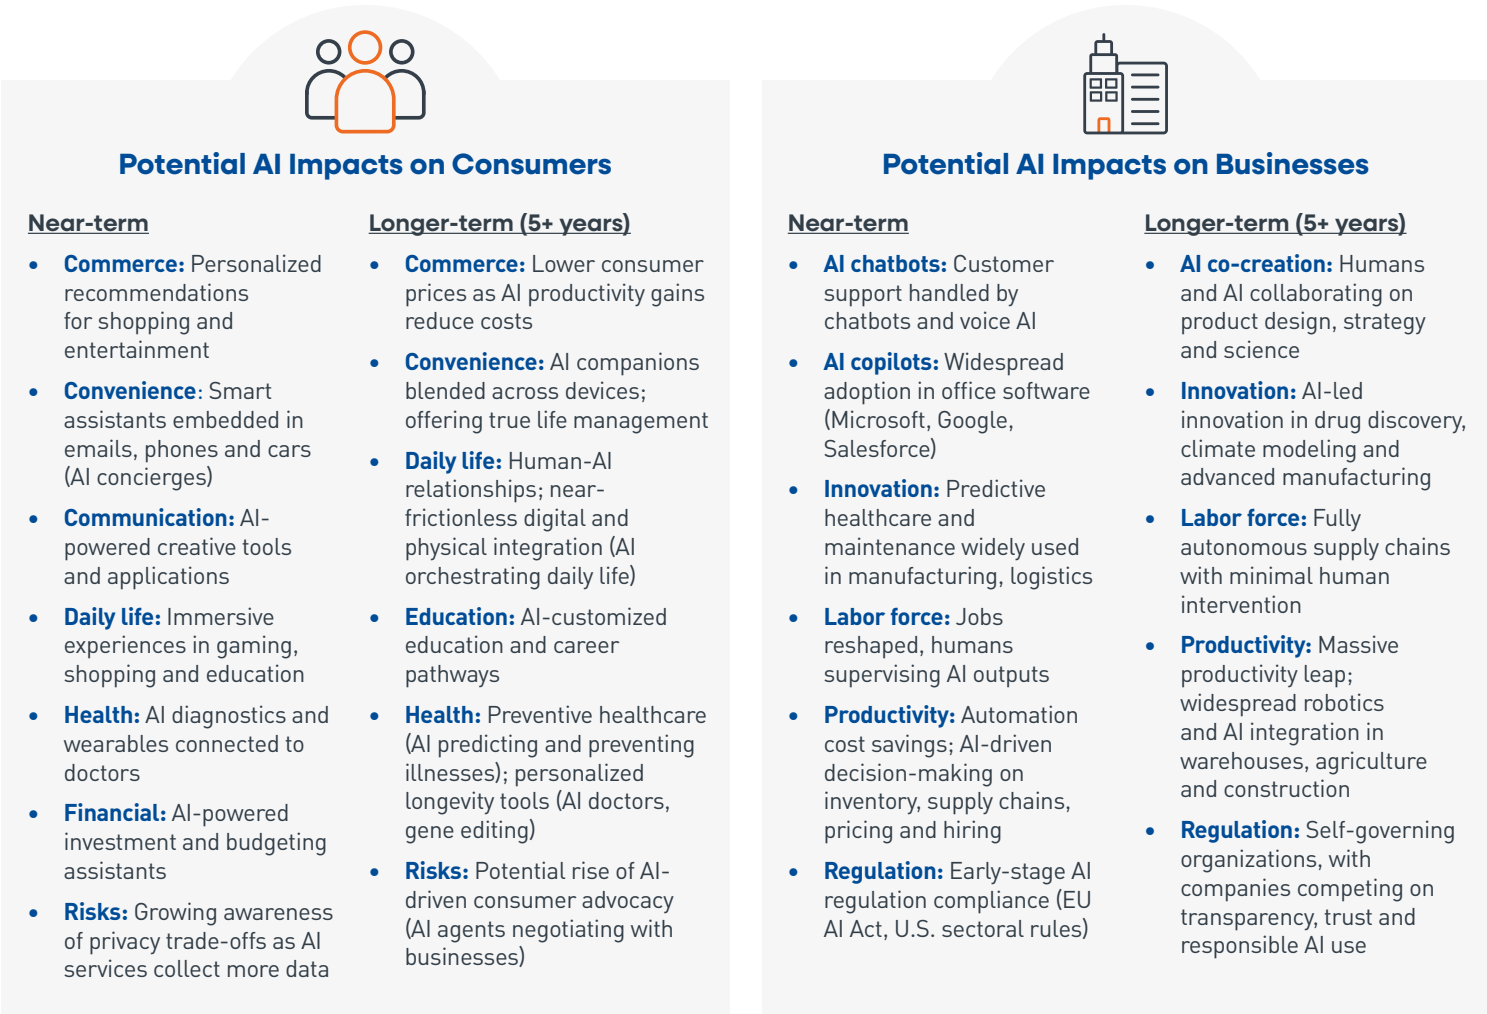 Potential AI Impacts on Consumers
Near-term
• Commerce: Personalized
recommendations
for shopping and
entertainment
• Convenience: Smart
assistants embedded in
emails, phones and cars
(AI concierges)
• Communication: AI-
powered creative tools
and applications
• Daily life: Immersive
experiences in gaming,
shopping and education
• Health: AI diagnostics and
wearables connected to
doctors
• Financial: AI-powered
investment and budgeting
assistants
• Risks: Growing awareness
of privacy trade-offs as AI
services collect more data
Longer-term (5+ years)
• Commerce: Lower consumer
prices as AI productivity gains
reduce costs
• Convenience: AI companions
blended across devices;
offering true life management
• Daily life: Human-AI
relationships; near-
frictionless digital and
physical integration (AI
orchestrating daily life)
• Education: AI-customized
education and career
pathways
• Health: Preventive healthcare
(AI predicting and preventing
illnesses); personalized
longevity tools (AI doctors,
gene editing)
• Risks: Potential rise of AI-
driven consumer advocacy
(AI agents negotiating with
businesses)
Potential AI Impacts on Businesses
Near-term
• AI chatbots: Customer
support handled by
chatbots and voice AI
• AI copilots: Widespread
adoption in office software
(Microsoft, Google,
Salesforce)
• Innovation: Predictive
healthcare and
maintenance widely used
in manufacturing, logistics
• Labor force: Jobs
reshaped, humans
supervising AI outputs
• Productivity: Automation
cost savings; AI-driven
decision-making on
inventory, supply chains,
pricing and hiring
• Regulation: Early-stage AI
regulation compliance (EU
AI Act, U.S. sectoral rules)
Longer-term (5+ years)
• AI co-creation: Humans
and AI collaborating on
product design, strategy
and science
• Innovation: AI-led
innovation in drug discovery,
climate modeling and
advanced manufacturing
• Labor force: Fully
autonomous supply chains
with minimal human
intervention
• Productivity: Massive
productivity leap;
widespread robotics
and AI integration in
warehouses, agriculture
and construction
• Regulation: Self-governing
organizations, with
companies competing on
transparency, trust and
responsible AI use